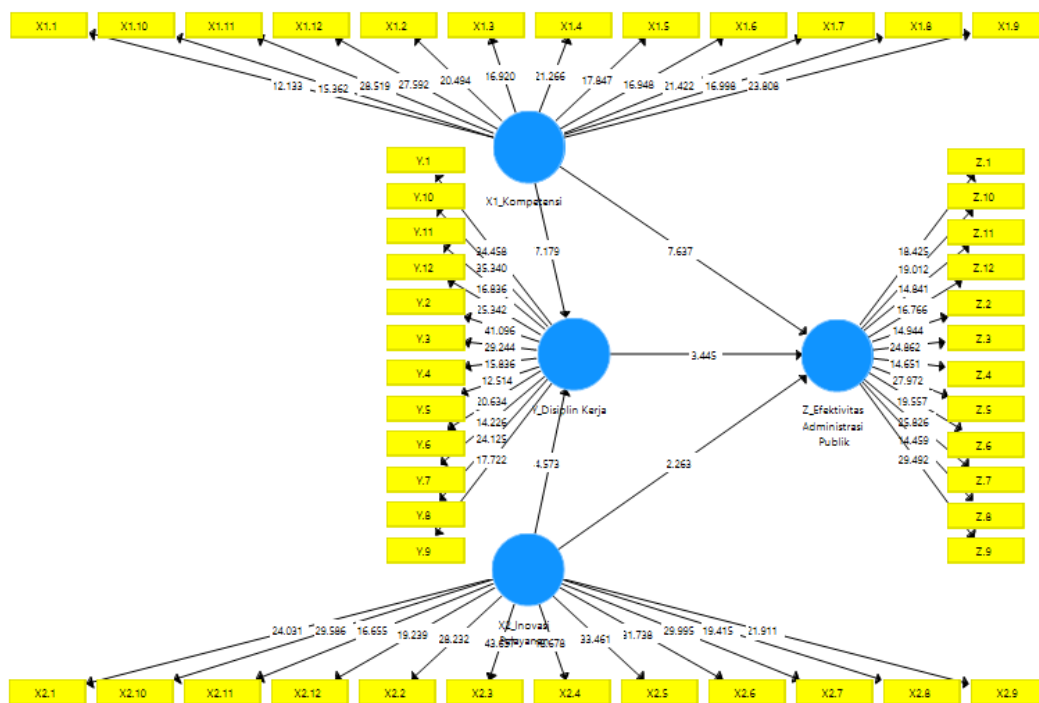 X1.1 X1.10 X1.11 X1.12 X1.2 X1.3 X1.4 X1.5 X1.6 X1.7 X1.8 X1.9
12.133 15.362 28.519 27.592 20.494 16.920 21.266 17.847 16.948 21.422 16.998 23.808
X1_Kompetensi
Y.1
Y.10
Y.11
Y.12
Y.2
Y.3
Y.4
Y.5
Y.6
Y.7
Y.8
Y.9
34.458
35.340
16.836
25.342
41.096
29.244
15.836
12.514
20.634
14.226
24.125
17.722
7.179
7.637
Y_Disiplin Kerja
3.445
4.573
2.263
Z_Efektivitas
Administrasi
Publik
18.425
19.012
14.841
16.766
14.944
24.862
14.651
27.972
19.557
25.826
14.459
29.492
Z.1
Z.10
Z.11
Z.12
Z.2
Z.3
Z.4
Z.5
Z.6
Z.7
Z.8
Z.9
X2_Inovasi
24.031 29.586 16.655 19.239 28.232 33.461 31.738 29.995 19.415 21.911
X2.1 X2.10 X2.11 X2.12 X2.2 X2.3 X2.4 X2.5 X2.6 X2.7 X2.8 X2.9